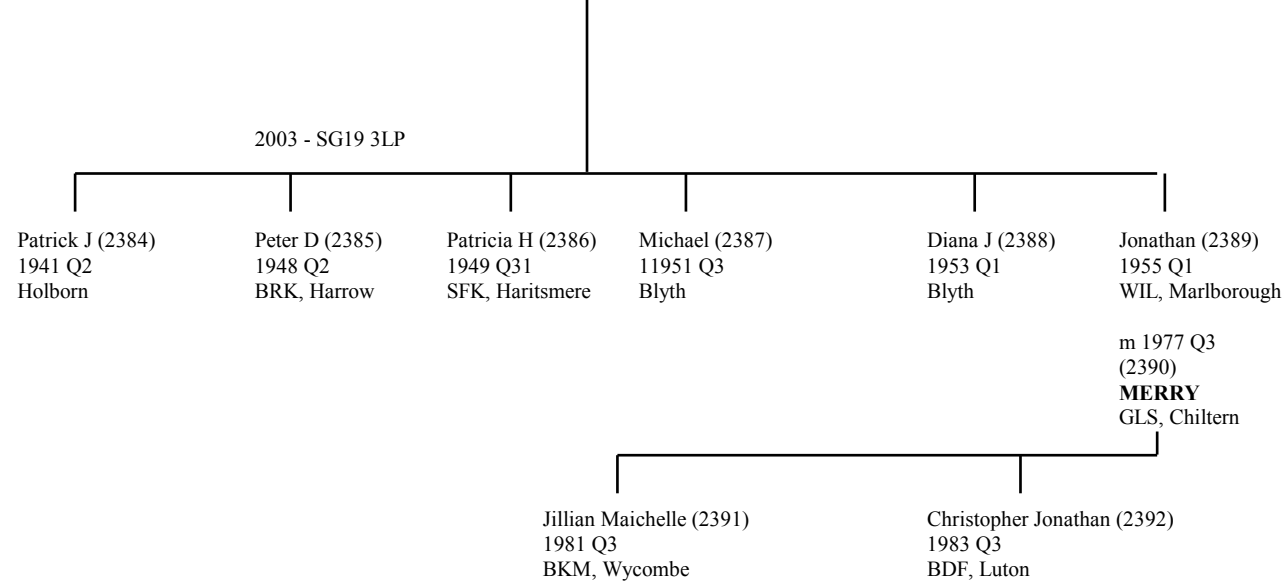 2003 - SG19 3LP
Patrick J (2384)
1941 Q2
Holborn
Peter D (2385)
1948 Q2
BRK, Harrow
Patricia H (2386)
1949 Q31
SFK, Haritsmere
Michael (2387)
11951 Q3
Blyth
Diana J (2388)
1953 Q1
Blyth
Jonathan (2389)
1955 Q1
WIL, Marlborough
m 1977 Q3
(2390)
MERRY
GLS, Chiltern
Jillian Maichelle (2391)
1981 Q3
BKM, Wycombe
Christopher Jonathan (2392)
1983 Q3
BDF, Luton